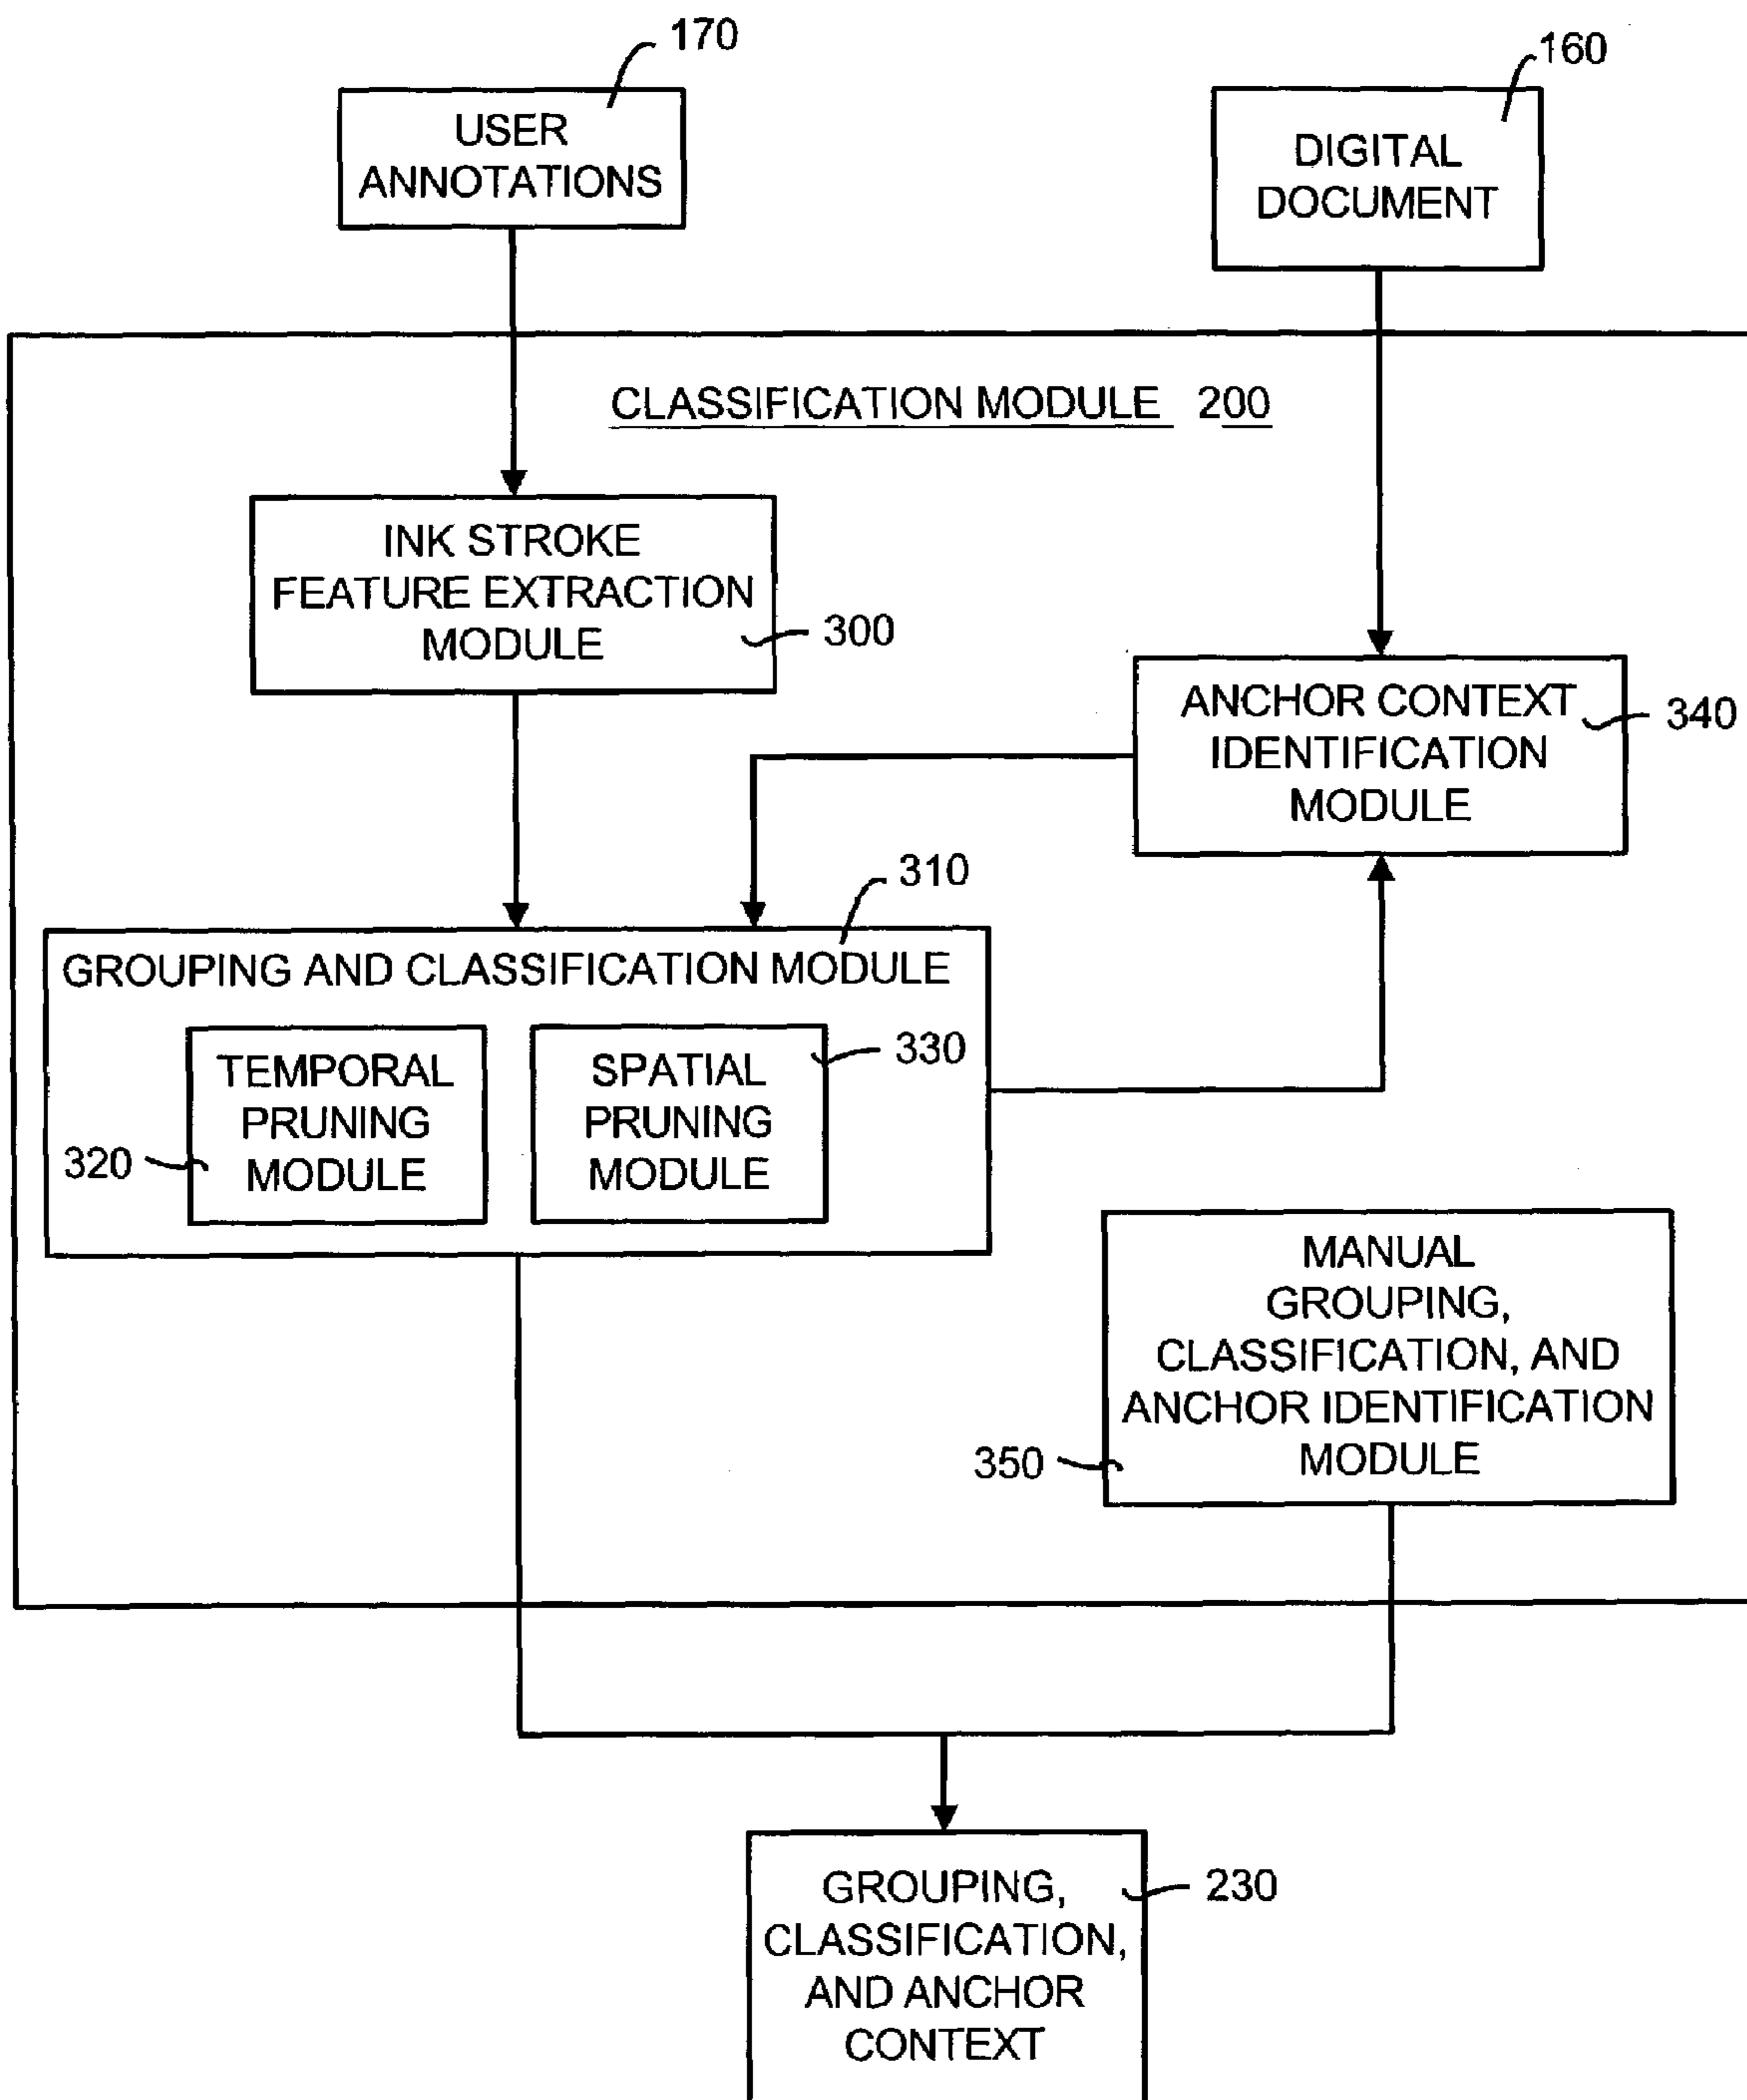 170
160
USER
ANNOTATIONS
DIGITAL
DOCUMENT
CLASSIFICATION MODULE 200
INK STROKE
FEATURE EXTRACTION
MODULE
300
ANCHOR CONTEXT
IDENTIFICATION
MODULE
340
310
GROUPING AND CLASSIFICATION MODULE
TEMPORAL
PRUNING
MODULE
320
SPATIAL
PRUNING
MODULE
330
MANUAL
GROUPING,
CLASSIFICATION, AND
ANCHOR IDENTIFICATION
MODULE
350
GROUPING,
CLASSIFICATION,
AND ANCHOR
CONTEXT
230